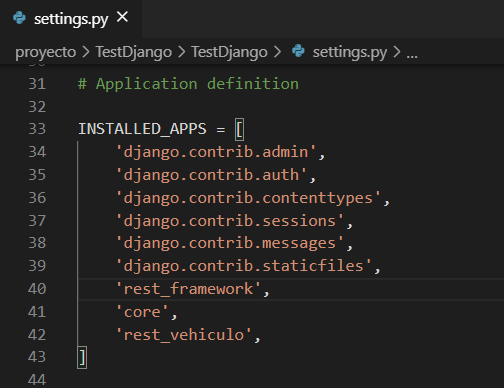 settings.py ×
proyecto > TestDjango > TestDjango > settings.py > ...
31 # Application definition
32
33 INSTALLED_APPS = [
34     'django.contrib.admin',
35     'django.contrib.auth',
36     'django.contrib.contenttypes',
37     'django.contrib.sessions',
38     'django.contrib.messages',
39     'django.contrib.staticfiles',
40     'rest_framework',
41     'core',
42     'rest_vehiculo',
43 ]
44